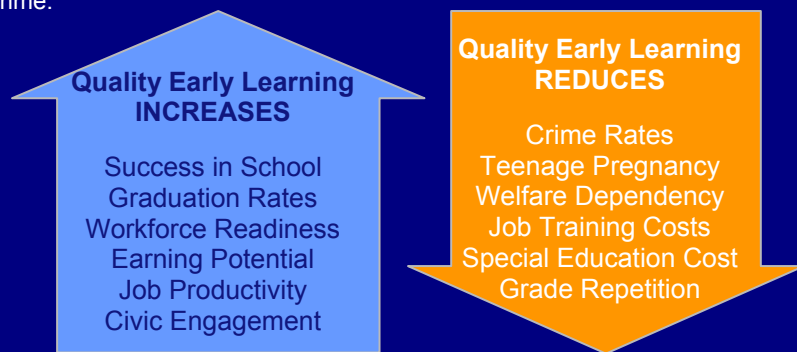 Quality Early Learning
INCREASES
Success in School
Graduation Rates
Workforce Readiness
Earning Potential
Job Productivity
Civic Engagement
Quality Early Learning
REDUCES
Crime Rates
Teenage Pregnancy
Welfare Dependency
Job Training Costs
Special Education Cost
Grade Repetition